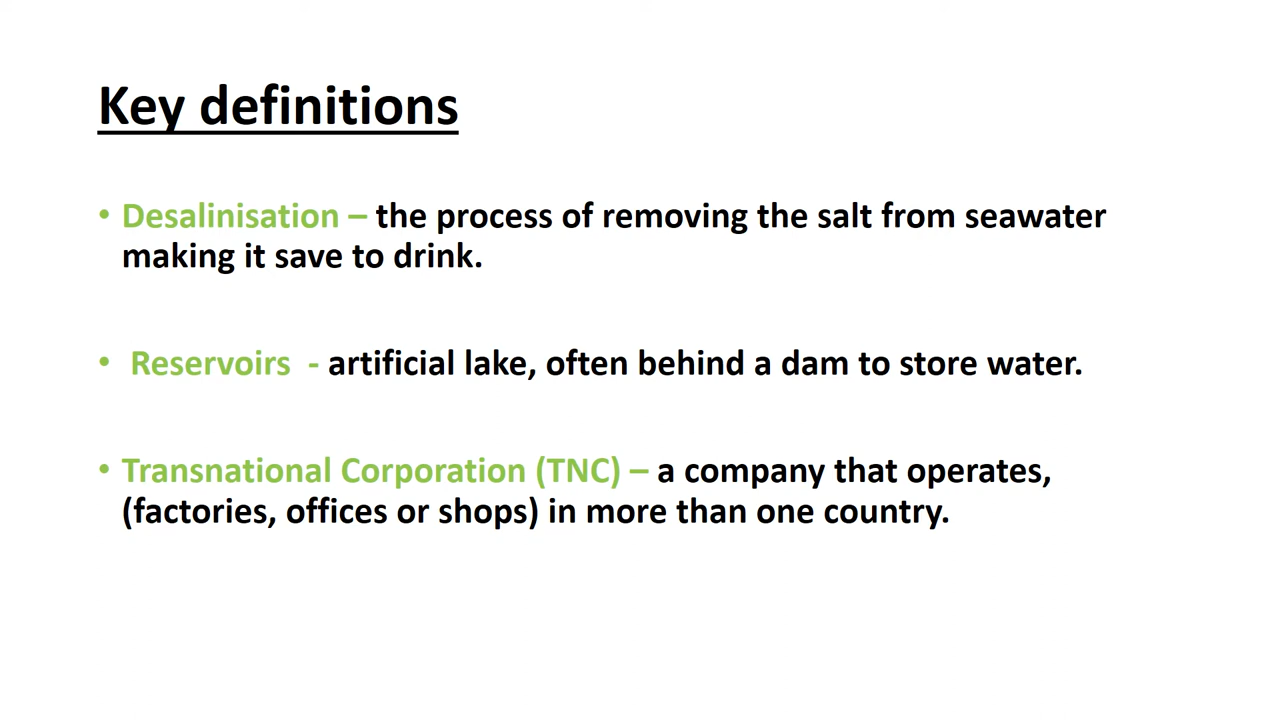 Key definitions
• Desalinisation – the process of removing the salt from seawater
making it save to drink.
• Reservoirs - artificial lake, often behind a dam to store water.
• Transnational Corporation (TNC) – a company that operates,
(factories, offices or shops) in more than one country.